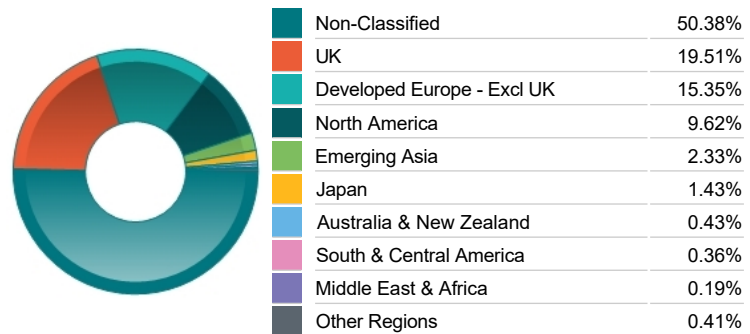 Non-Classified 50.38%
UK 19.51%
Developed Europe - Excl UK 15.35%
North America 9.62%
Emerging Asia 2.33%
Japan 1.43%
Australia & New Zealand 0.43%
South & Central America 0.36%
Middle East & Africa 0.19%
Other Regions 0.41%